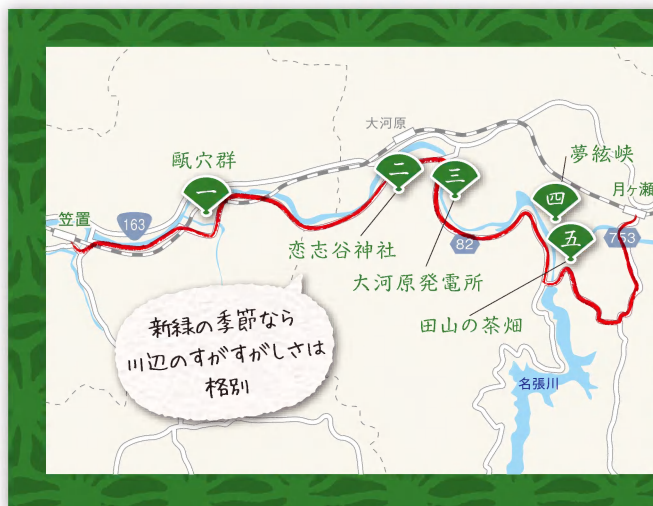 大河原
甌穴群
一
二
三
夢絃峡
四
月ヶ瀬
笠置
163
五
753
82
恋志谷神社
大河原発電所
田山の茶畑
新緑の季節なら
川辺のすがすがしさは
格別
名張川